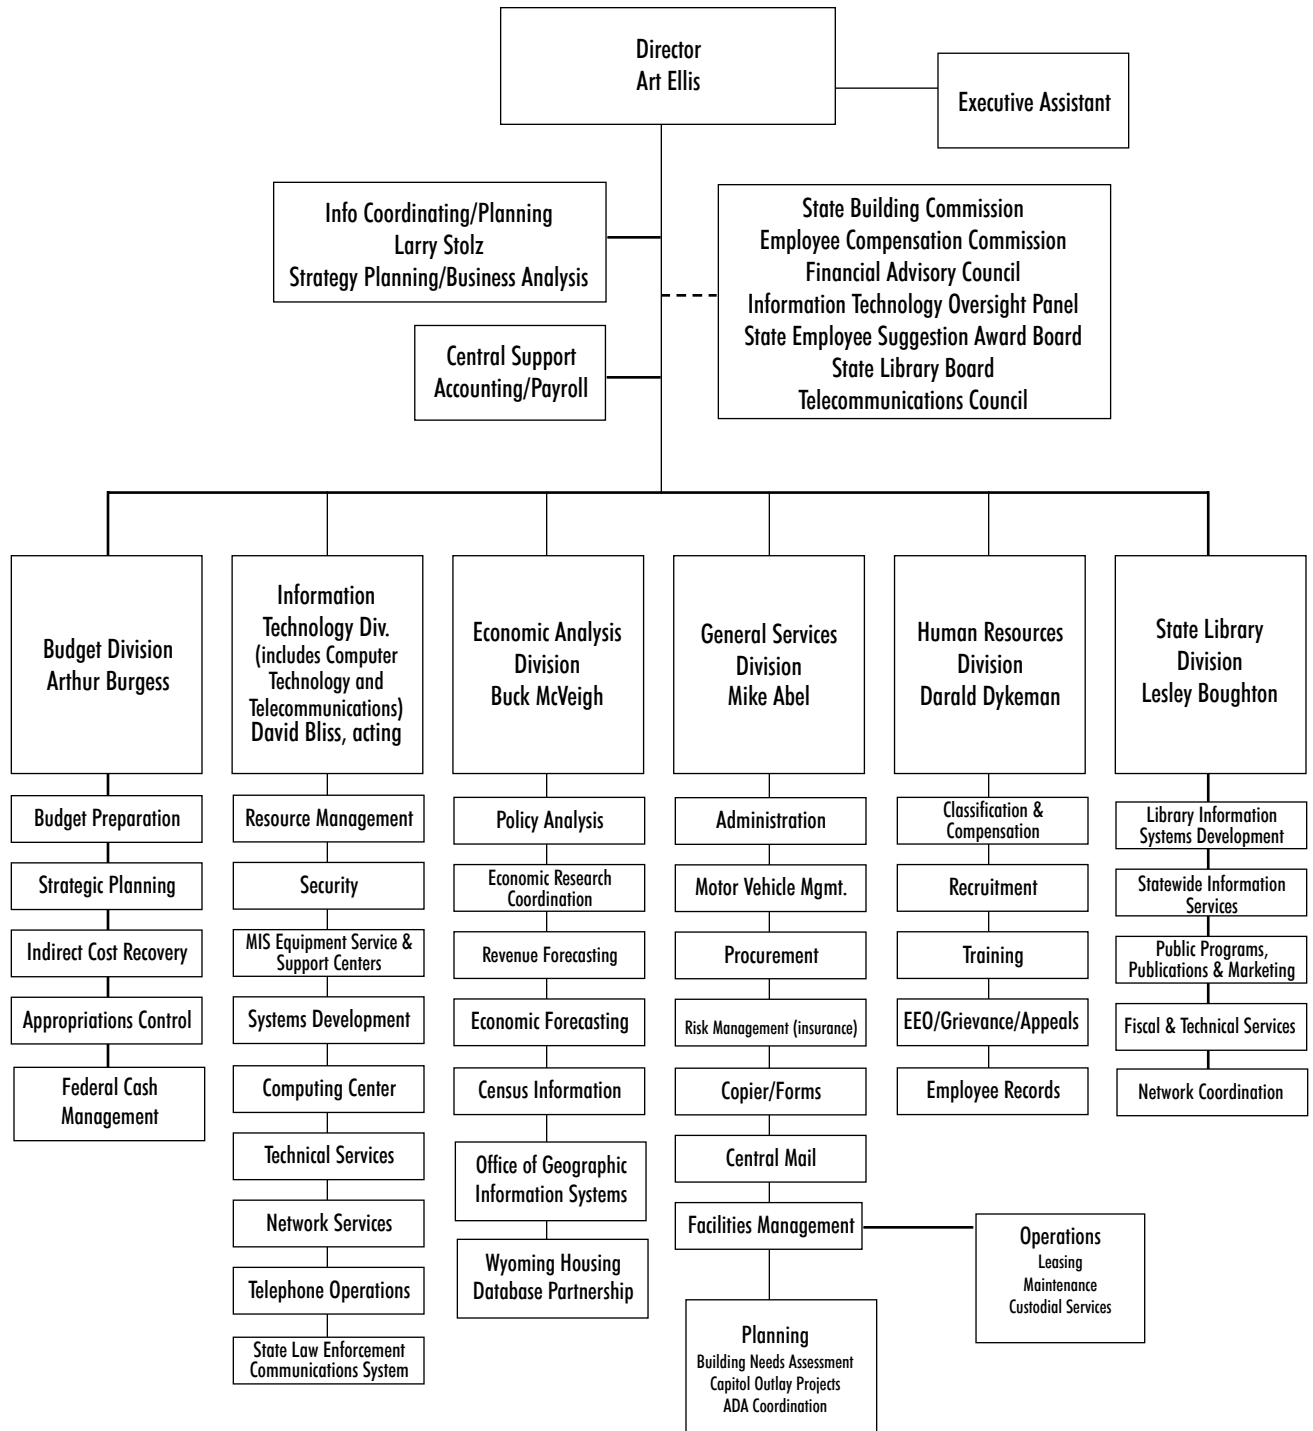 Director
Art Ellis
Executive Assistant
Info Coordinating/Planning
Larry Stolz
Strategy Planning/Business Analysis
State Building Commission
Employee Compensation Commission
Financial Advisory Council
Information Technology Oversight Panel
State Employee Suggestion Award Board
State Library Board
Telecommunications Council
Central Support
Accounting/Payroll
Budget Division
Arthur Burgess
Budget Preparation
Strategic Planning
Indirect Cost Recovery
Appropriations Control
Federal Cash
Management
Information
Technology Div.
(includes Computer
Technology and
Telecommunications)
David Bliss, acting
Resource Management
Security
MIS Equipment Service &
Support Centers
Systems Development
Computing Center
Technical Services
Network Services
Telephone Operations
State Law Enforcement
Communications System
Economic Analysis
Division
Buck McVeigh
Policy Analysis
Economic Research
Coordination
Revenue Forecasting
Economic Forecasting
Census Information
Office of Geographic
Information Systems
Wyoming Housing
Database Partnership
General Services
Division
Mike Abel
Administration
Motor Vehicle Mgmt.
Procurement
Risk Management (insurance)
Copier/Forms
Central Mail
Facilities Management
Planning
Building Needs Assessment
Capitol Outlay Projects
ADA Coordination
Operations
Leasing
Maintenance
Custodial Services
Human Resources
Division
Darald Dykeman
Classification &
Compensation
Recruitment
Training
EEO/Grievance/Appeals
Employee Records
State Library
Division
Lesley Boughton
Library Information
Systems Development
Statewide Information
Services
Public Programs,
Publications & Marketing
Fiscal & Technical Services
Network Coordination